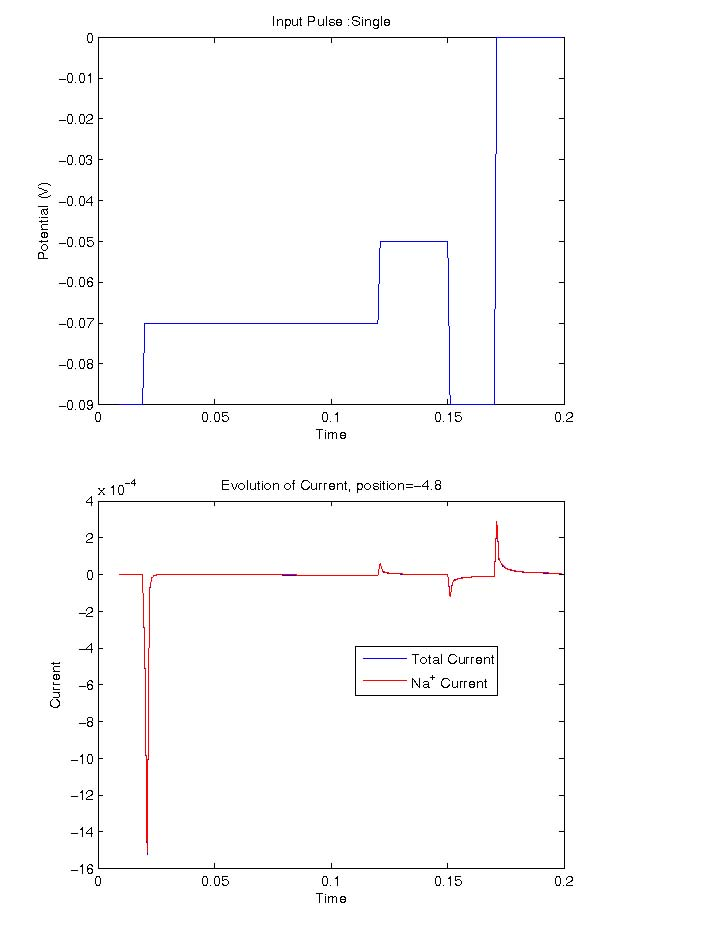 Input Pulse :Single
0
−0.01
−0.02
−0.03
−0.04
−0.05
−0.06
−0.07
−0.08
−0.09
Potential (V)
0 0.05 0.1 0.15 0.2
Time
Evolution of Current, position=−4.8
x 10⁻⁴
4
2
0
−2
−4
−6
−8
−10
−12
−14
−16
Current
Total Current
Na⁺ Current
0 0.05 0.1 0.15 0.2
Time